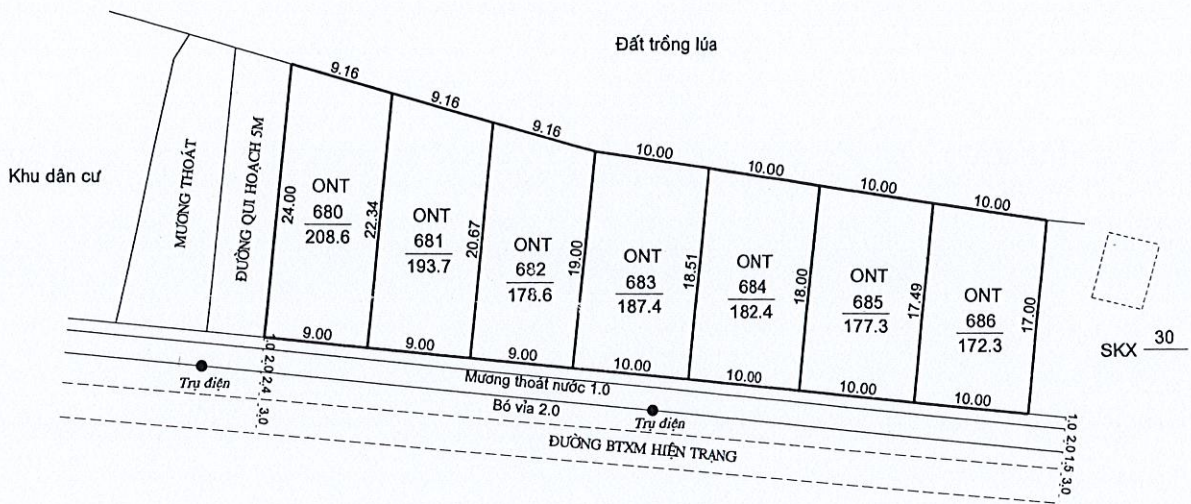 Đất trồng lúa
9.16
9.16
9.16
10.00
10.00
10.00
10.00
Khu dân cư
MƯƠNG THOÁT
ĐƯỜNG QUI HOẠCH 5M
24.00
ONT
680
208.6
22.34
ONT
681
193.7
20.67
ONT
682
178.6
19.00
ONT
683
187.4
18.51
ONT
684
182.4
18.00
ONT
685
177.3
17.49
ONT
686
172.3
17.00
SKX 30
9.00
9.00
9.00
10.00
10.00
10.00
10.00
1.0 2.0 2.4 3.0
Mương thoát nước 1.0
Trụ điện
Bó vỉa 2.0
Trụ điện
ĐƯỜNG BTXM HIỆN TRẠNG
1.0 2.0 1.5 3.0